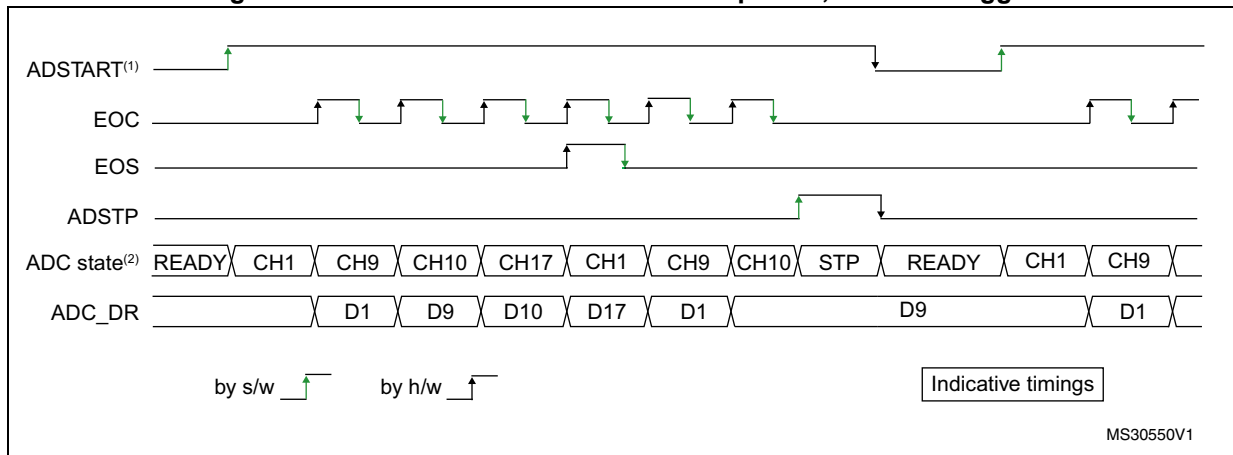 ADSTART(1)
EOC
EOS
ADSTP
ADC state(2) READY CH1 CH9 CH10 CH17 CH1 CH9 CH10 STP READY CH1 CH9
ADC_DR D1 D9 D10 D17 D1 D9 D1
by s/w by h/w Indicative timings
MS30550V1